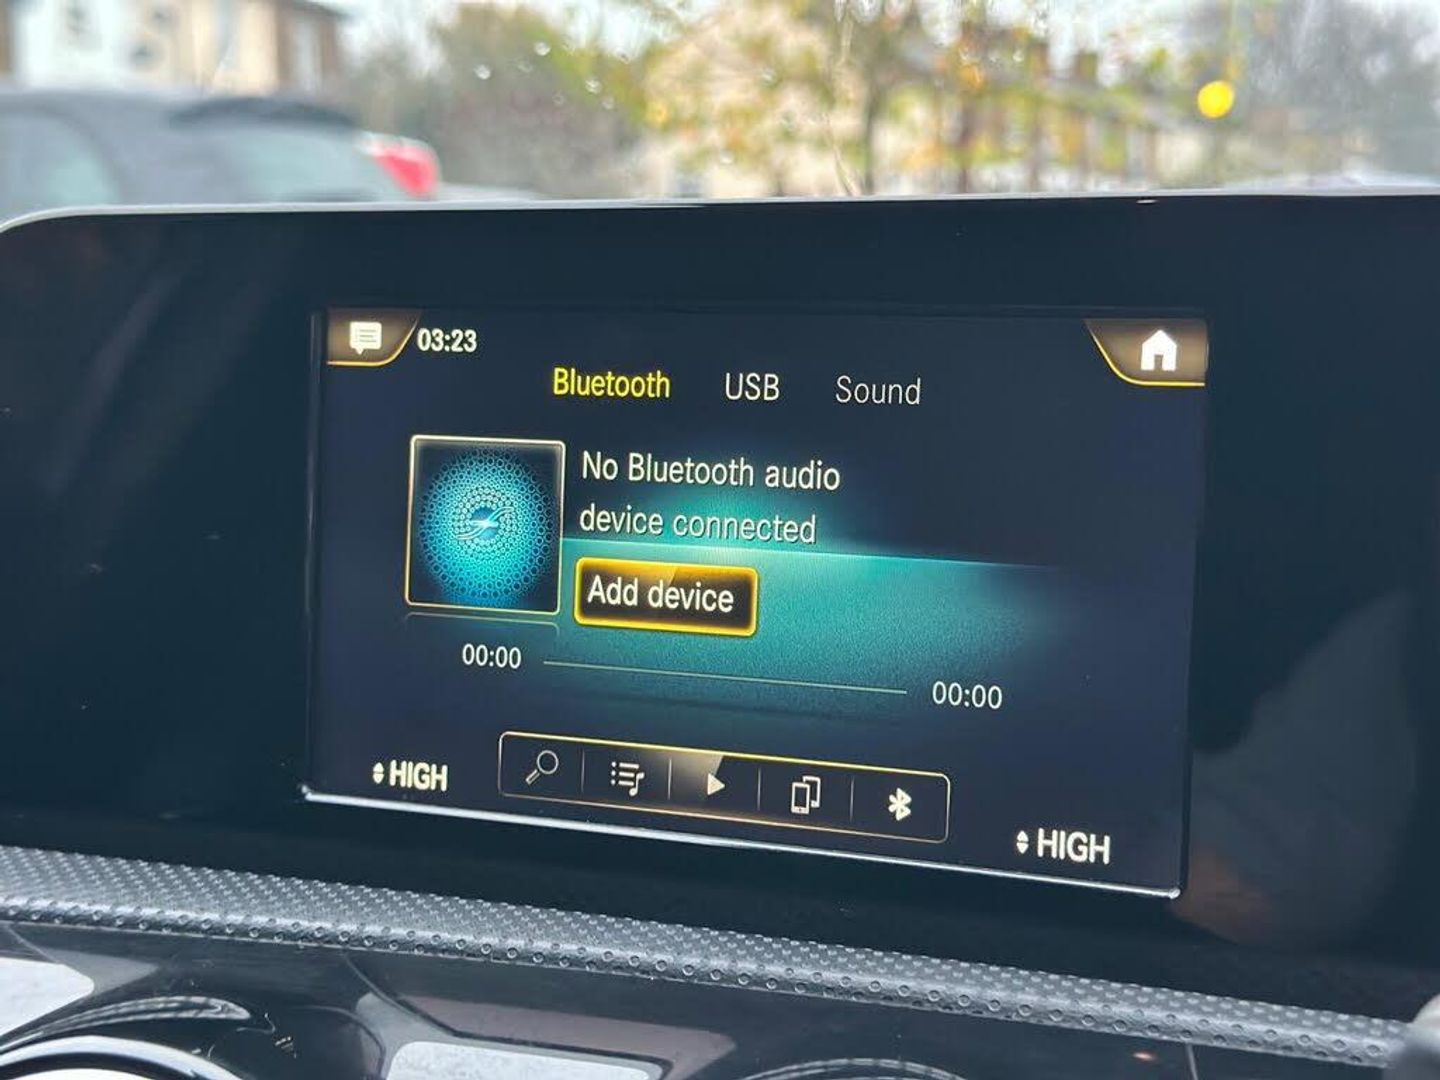 03:23
Bluetooth USB Sound
No Bluetooth audio
device connected
Add device
00:00 00:00
HIGH HIGH